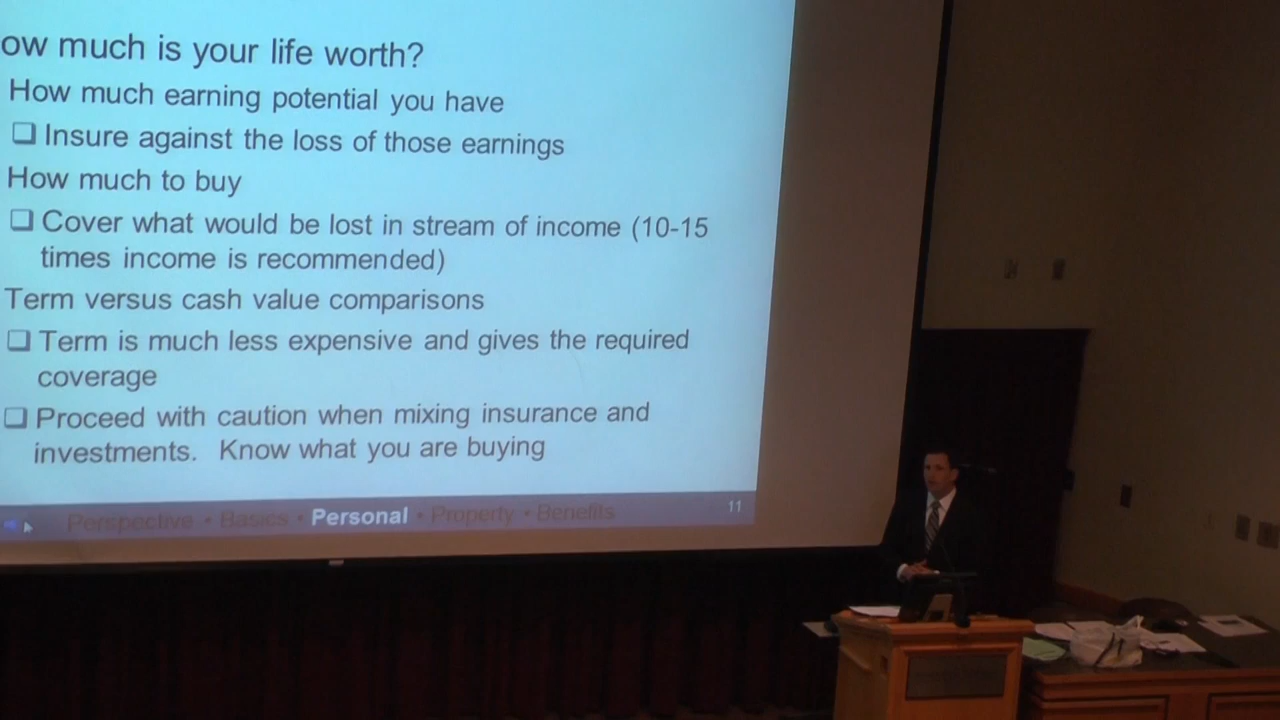 ow much is your life worth?
How much earning potential you have
Insure against the loss of those earnings
How much to buy
Cover what would be lost in stream of income (10-15
times income is recommended)
Term versus cash value comparisons
Term is much less expensive and gives the required
coverage
Proceed with caution when mixing insurance and
investments. Know what you are buying
Perspective • Basics • Personal • Property • Benefits
11